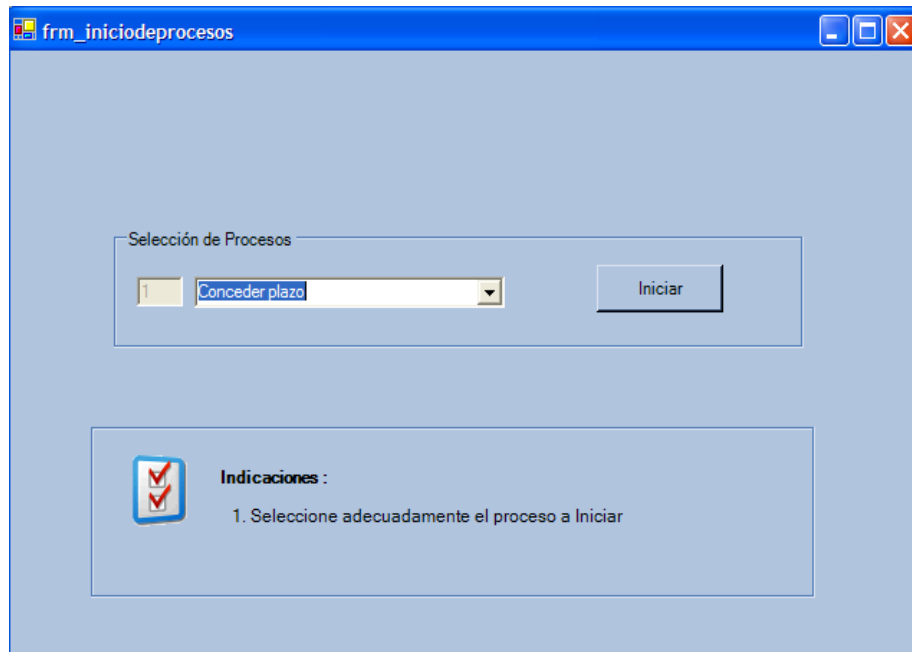 frm_iniciodeprocesos
Selección de Procesos
1 Conceder plazo Iniciar
Indicaciones :
1. Seleccione adecuadamente el proceso a Iniciar